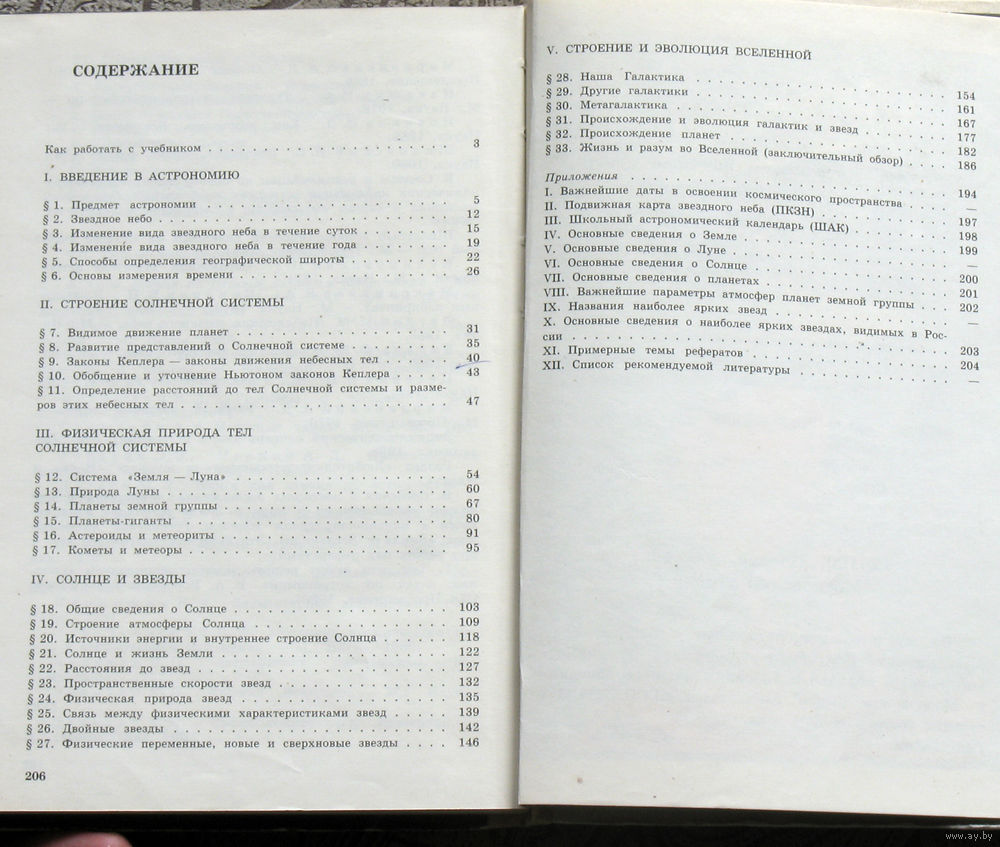 СОДЕРЖАНИЕ
Как работать с учебником . . . . . . . . . . . . . . . . . 3
I. ВВЕДЕНИЕ В АСТРОНОМИЮ
§ 1. Предмет астрономии . . . . . . . . . . . . . . . . . . 5
§ 2. Звездное небо . . . . . . . . . . . . . . . . . . . . 12
§ 3. Изменение вида звездного неба в течение суток . . . . . . 15
§ 4. Изменение вида звездного неба в течение года . . . . . . 19
§ 5. Способы определения географической широты . . . . . . . 22
§ 6. Основы измерения времени . . . . . . . . . . . . . . . 26
II. СТРОЕНИЕ СОЛНЕЧНОЙ СИСТЕМЫ
§ 7. Видимое движение планет . . . . . . . . . . . . . . . . 31
§ 8. Развитие представлений о Солнечной системе . . . . . . . 35
§ 9. Законы Кеплера — законы движения небесных тел . . . . . 40
§ 10. Обобщение и уточнение Ньютоном законов Кеплера . . . . . 43
§ 11. Определение расстояний до тел Солнечной системы и разме-
ров этих небесных тел . . . . . . . . . . . . . . . . . . 47
III. ФИЗИЧЕСКАЯ ПРИРОДА ТЕЛ
СОЛНЕЧНОЙ СИСТЕМЫ
§ 12. Система «Земля — Луна» . . . . . . . . . . . . . . . . 54
§ 13. Природа Луны . . . . . . . . . . . . . . . . . . . . 60
§ 14. Планеты земной группы . . . . . . . . . . . . . . . . 67
§ 15. Планеты-гиганты . . . . . . . . . . . . . . . . . . . 80
§ 16. Астероиды и метеориты . . . . . . . . . . . . . . . . 91
§ 17. Кометы и метеоры . . . . . . . . . . . . . . . . . . 95
IV. СОЛНЦЕ И ЗВЕЗДЫ
§ 18. Общие сведения о Солнце . . . . . . . . . . . . . . . 103
§ 19. Строение атмосферы Солнца . . . . . . . . . . . . . . 109
§ 20. Источники энергии и внутреннее строение Солнца . . . . . 118
§ 21. Солнце и жизнь Земли . . . . . . . . . . . . . . . . 122
§ 22. Расстояния до звезд . . . . . . . . . . . . . . . . . 127
§ 23. Пространственные скорости звезд . . . . . . . . . . . . 132
§ 24. Физическая природа звезд . . . . . . . . . . . . . . . 135
§ 25. Связь между физическими характеристиками звезд . . . . . 139
§ 26. Двойные звезды . . . . . . . . . . . . . . . . . . . 142
§ 27. Физические переменные, новые и сверхновые звезды . . . . 146
206
V. СТРОЕНИЕ И ЭВОЛЮЦИЯ ВСЕЛЕННОЙ
§ 28. Наша Галактика . . . . . . . . . . . . . . . . . . . 154
§ 29. Другие галактики . . . . . . . . . . . . . . . . . . 161
§ 30. Метагалактика . . . . . . . . . . . . . . . . . . . . 167
§ 31. Происхождение и эволюция галактик и звезд . . . . . . . 177
§ 32. Происхождение планет . . . . . . . . . . . . . . . . . 182
§ 33. Жизнь и разум во Вселенной (заключительный обзор) . . . . 186
Приложения . . . . . . . . . . . . . . . . . . . . . . . 194
I. Важнейшие даты в освоении космического пространства . . . . —
II. Подвижная карта звездного неба (ПКЗН) . . . . . . . . . 197
III. Школьный астрономический календарь (ШАК) . . . . . . . 198
IV. Основные сведения о Земле . . . . . . . . . . . . . . . 199
V. Основные сведения о Луне . . . . . . . . . . . . . . . .
VI. Основные сведения о Солнце . . . . . . . . . . . . . . 200
VII. Основные сведения о планетах . . . . . . . . . . . . . 201
VIII. Важнейшие параметры атмосфер планет земной группы . . . 202
IX. Названия наиболее ярких звезд . . . . . . . . . . . . . —
X. Основные сведения о наиболее ярких звездах, видимых в Рос-
сии . . . . . . . . . . . . . . . . . . . . . . . . . . 203
XI. Примерные темы рефератов . . . . . . . . . . . . . . . 204
XII. Список рекомендуемой литературы . . . . . . . . . . . . —
www.ay.by